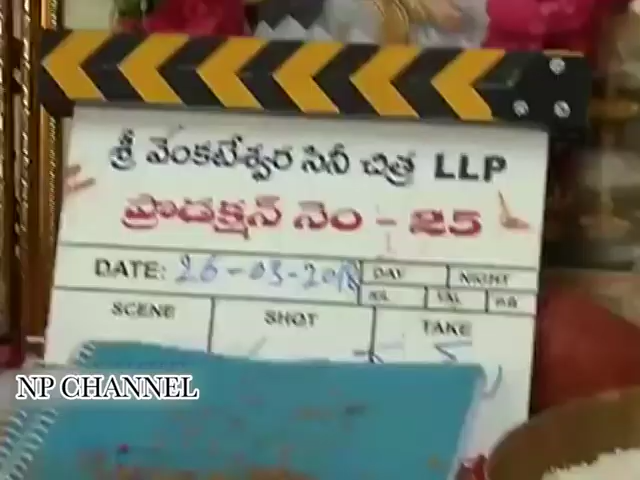 శ్రీ వెంకటేశ్వర సినీ చిత్ర LLP
ప్రొడక్షన్ నెం - 25
DATE: 26-03-2018 DAY NIGHT
SCENE SHOT TAKE
NP CHANNEL